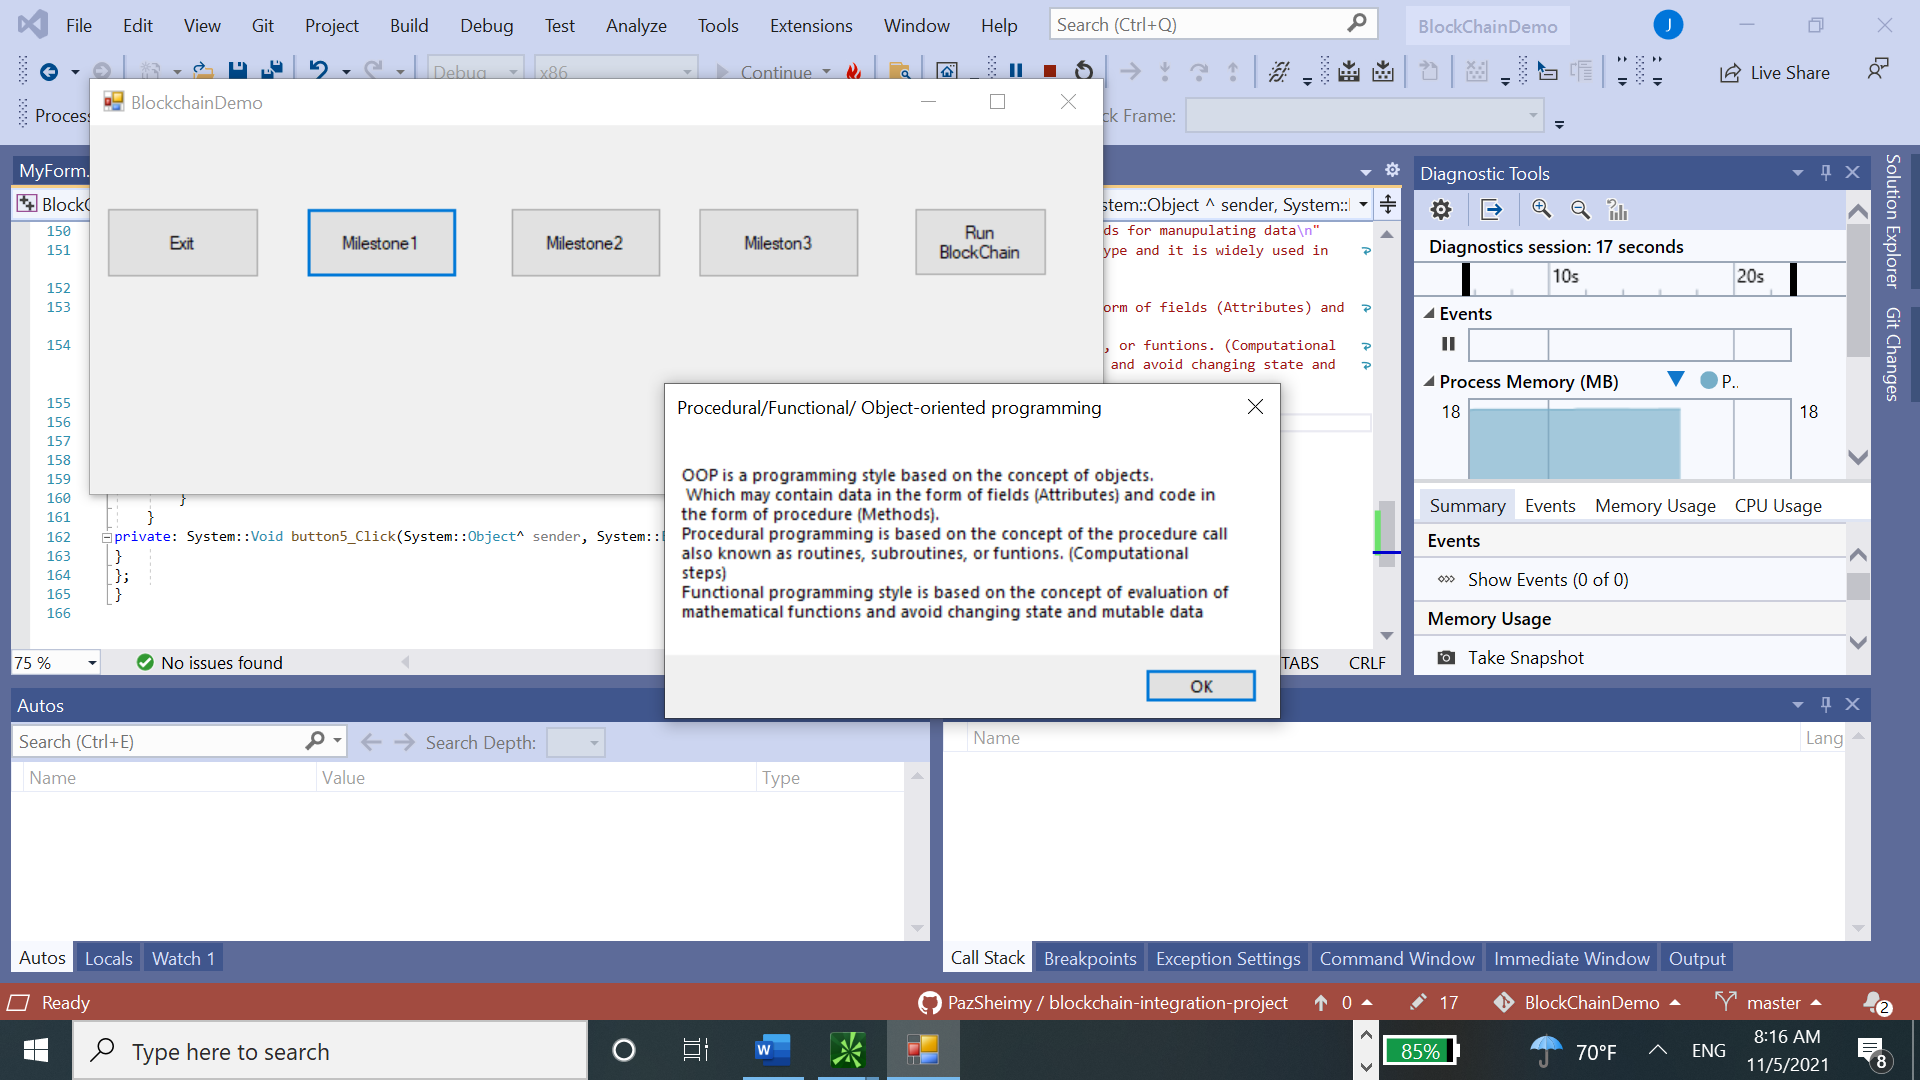 File Edit View Git Project Build Debug Test Analyze Tools Extensions Window Help Search (Ctrl+Q) BlockChainDemo J
Debug x86 Continue Live Share
Process ck Frame:
BlockchainDemo
Exit Milestone1 Milestone2 Mileston3 Run BlockChain
MyForm.
BlockC stem::Object ^ sender, System::
150 ds for manupulating data\n"
151 ype and it is widely used in
152
153 orm of fields (Attributes) and
154 , or funtions. (Computational
and avoid changing state and
155
156
157
158
159
160 }
161 }
162 private: System::Void button5_Click(System::Object^ sender, System::E
163 }
164 };
165 }
166
75 % No issues found TABS CRLF
Procedural/Functional/ Object-oriented programming
OOP is a programming style based on the concept of objects.
Which may contain data in the form of fields (Attributes) and code in
the form of procedure (Methods).
Procedural programming is based on the concept of the procedure call
also known as routines, subroutines, or funtions. (Computational
steps)
Functional programming style is based on the concept of evaluation of
mathematical functions and avoid changing state and mutable data
OK
Diagnostic Tools
Diagnostics session: 17 seconds
10s 20s
Events
Process Memory (MB) P..
18 18
Summary Events Memory Usage CPU Usage
Events
Show Events (0 of 0)
Memory Usage
Take Snapshot
Solution Explorer
Git Changes
Autos
Search (Ctrl+E) Search Depth:
Name Value Type
Autos Locals Watch 1
Name Lang
Call Stack Breakpoints Exception Settings Command Window Immediate Window Output
Ready PazSheimy / blockchain-integration-project 0 17 BlockChainDemo master 2
Type here to search 85% 70°F ENG 8:16 AM
11/5/2021 8